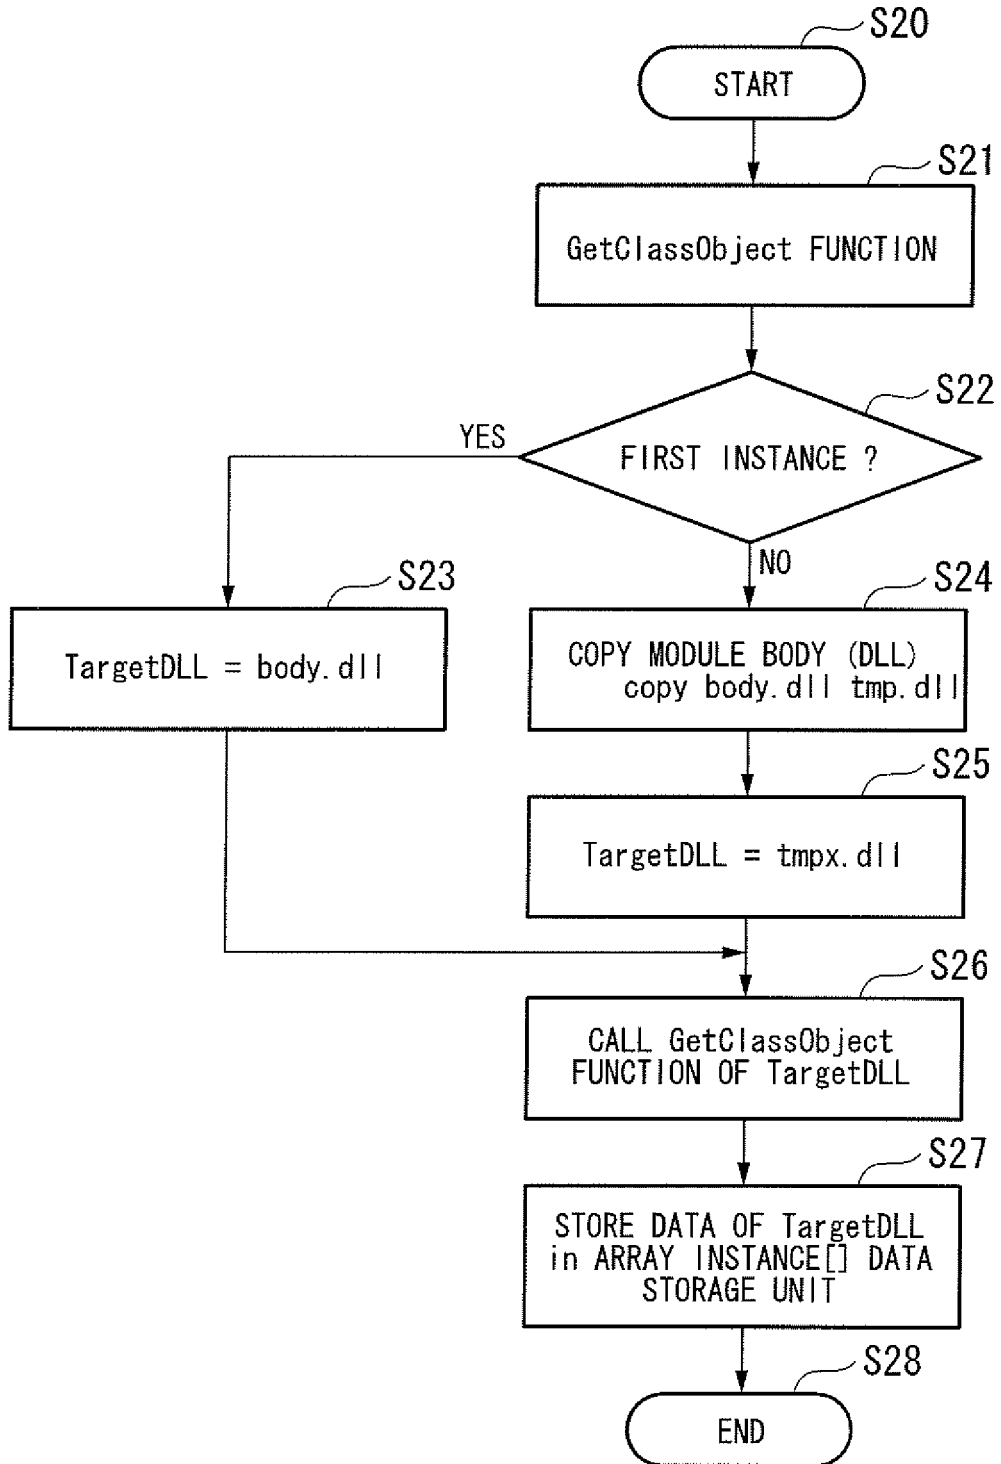 S20
START
S21
GetClassObject FUNCTION
S22
FIRST INSTANCE ?
YES
NO
S23
TargetDLL = body.dll
S24
COPY MODULE BODY (DLL)
copy body.dll tmp.dll
S25
TargetDLL = tmpx.dll
S26
CALL GetClassObject
FUNCTION OF TargetDLL
S27
STORE DATA OF TargetDLL
in ARRAY INSTANCE[] DATA
STORAGE UNIT
S28
END